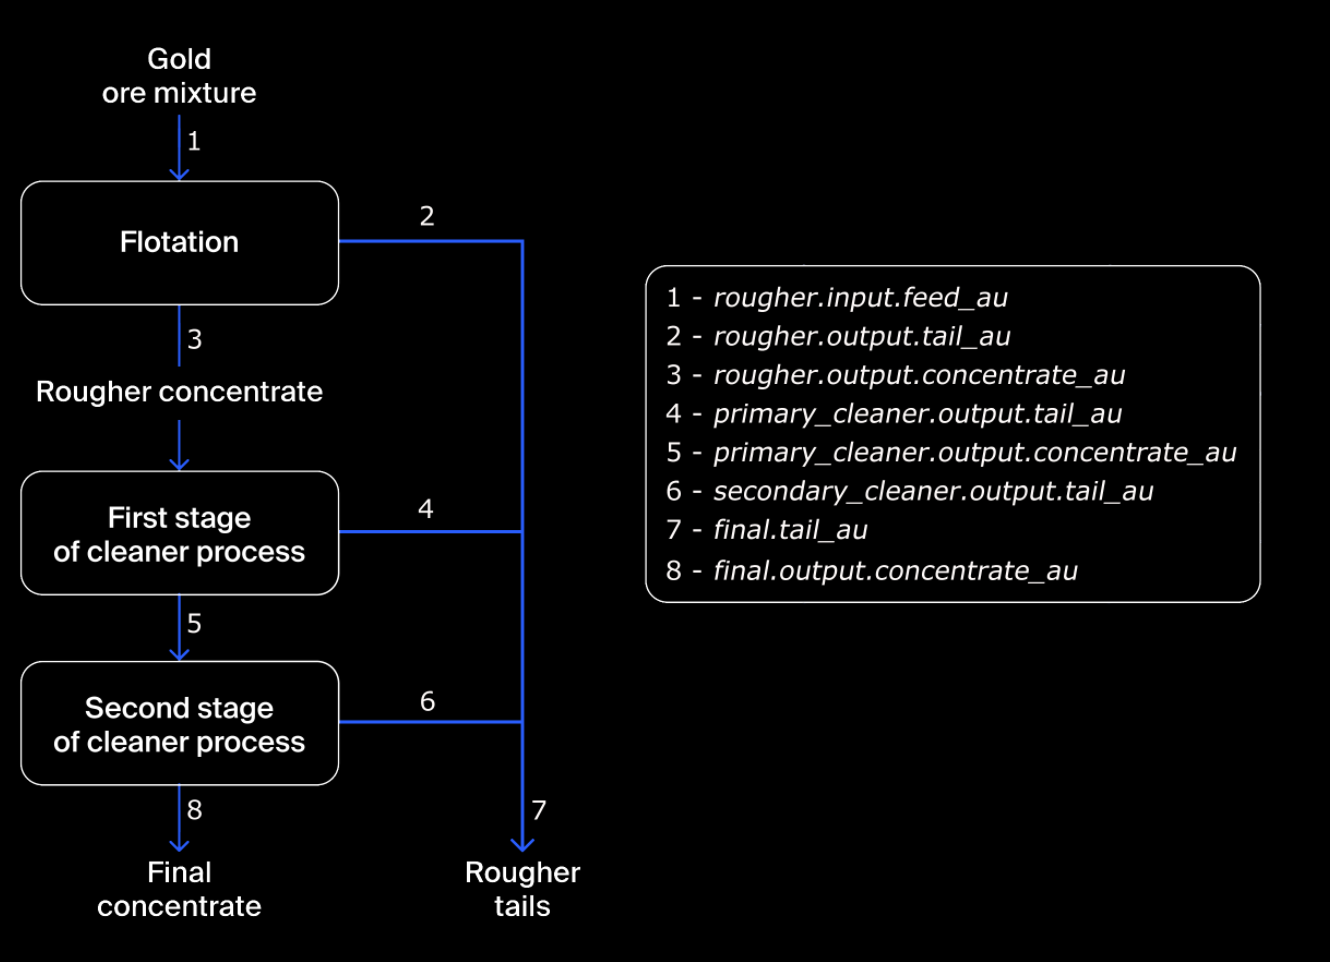 Gold
ore mixture
1
Flotation
2
3
Rougher concentrate
First stage
of cleaner process
4
5
Second stage
of cleaner process
6
8
7
Final
concentrate
Rougher
tails
1 - rougher.input.feed_au
2 - rougher.output.tail_au
3 - rougher.output.concentrate_au
4 - primary_cleaner.output.tail_au
5 - primary_cleaner.output.concentrate_au
6 - secondary_cleaner.output.tail_au
7 - final.tail_au
8 - final.output.concentrate_au